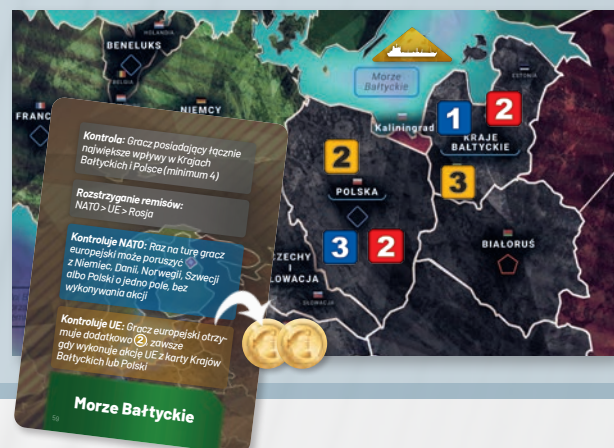 HOLANDIA
BENELUKS
BELGIA
FRANC
NIEMCY
Morze
Bałtyckie
ESTONIA
Kaliningrad
1
2
KRAJE
BAŁTYCKIE
2
3
POLSKA
3
2
BIAŁORUŚ
CZECHY
I
ŁOWACJA
SŁOWACJA
Kontrola: Gracz posiadający łącznie
największe wpływy w Krajach
Bałtyckich i Polsce (minimum 4)
Rozstrzyganie remisów:
NATO > UE > Rosja
Kontroluje NATO: Raz na turę gracz
europejski może poruszyć
z Niemiec, Danii, Norwegii, Szwecji
albo Polski o jedno pole, bez
wykonywania akcji
Kontroluje UE: Gracz europejski otrzy-
muje dodatkowo 2, zawsze
gdy wykonuje akcję UE z karty Krajów
Bałtyckich lub Polski
Morze Bałtyckie